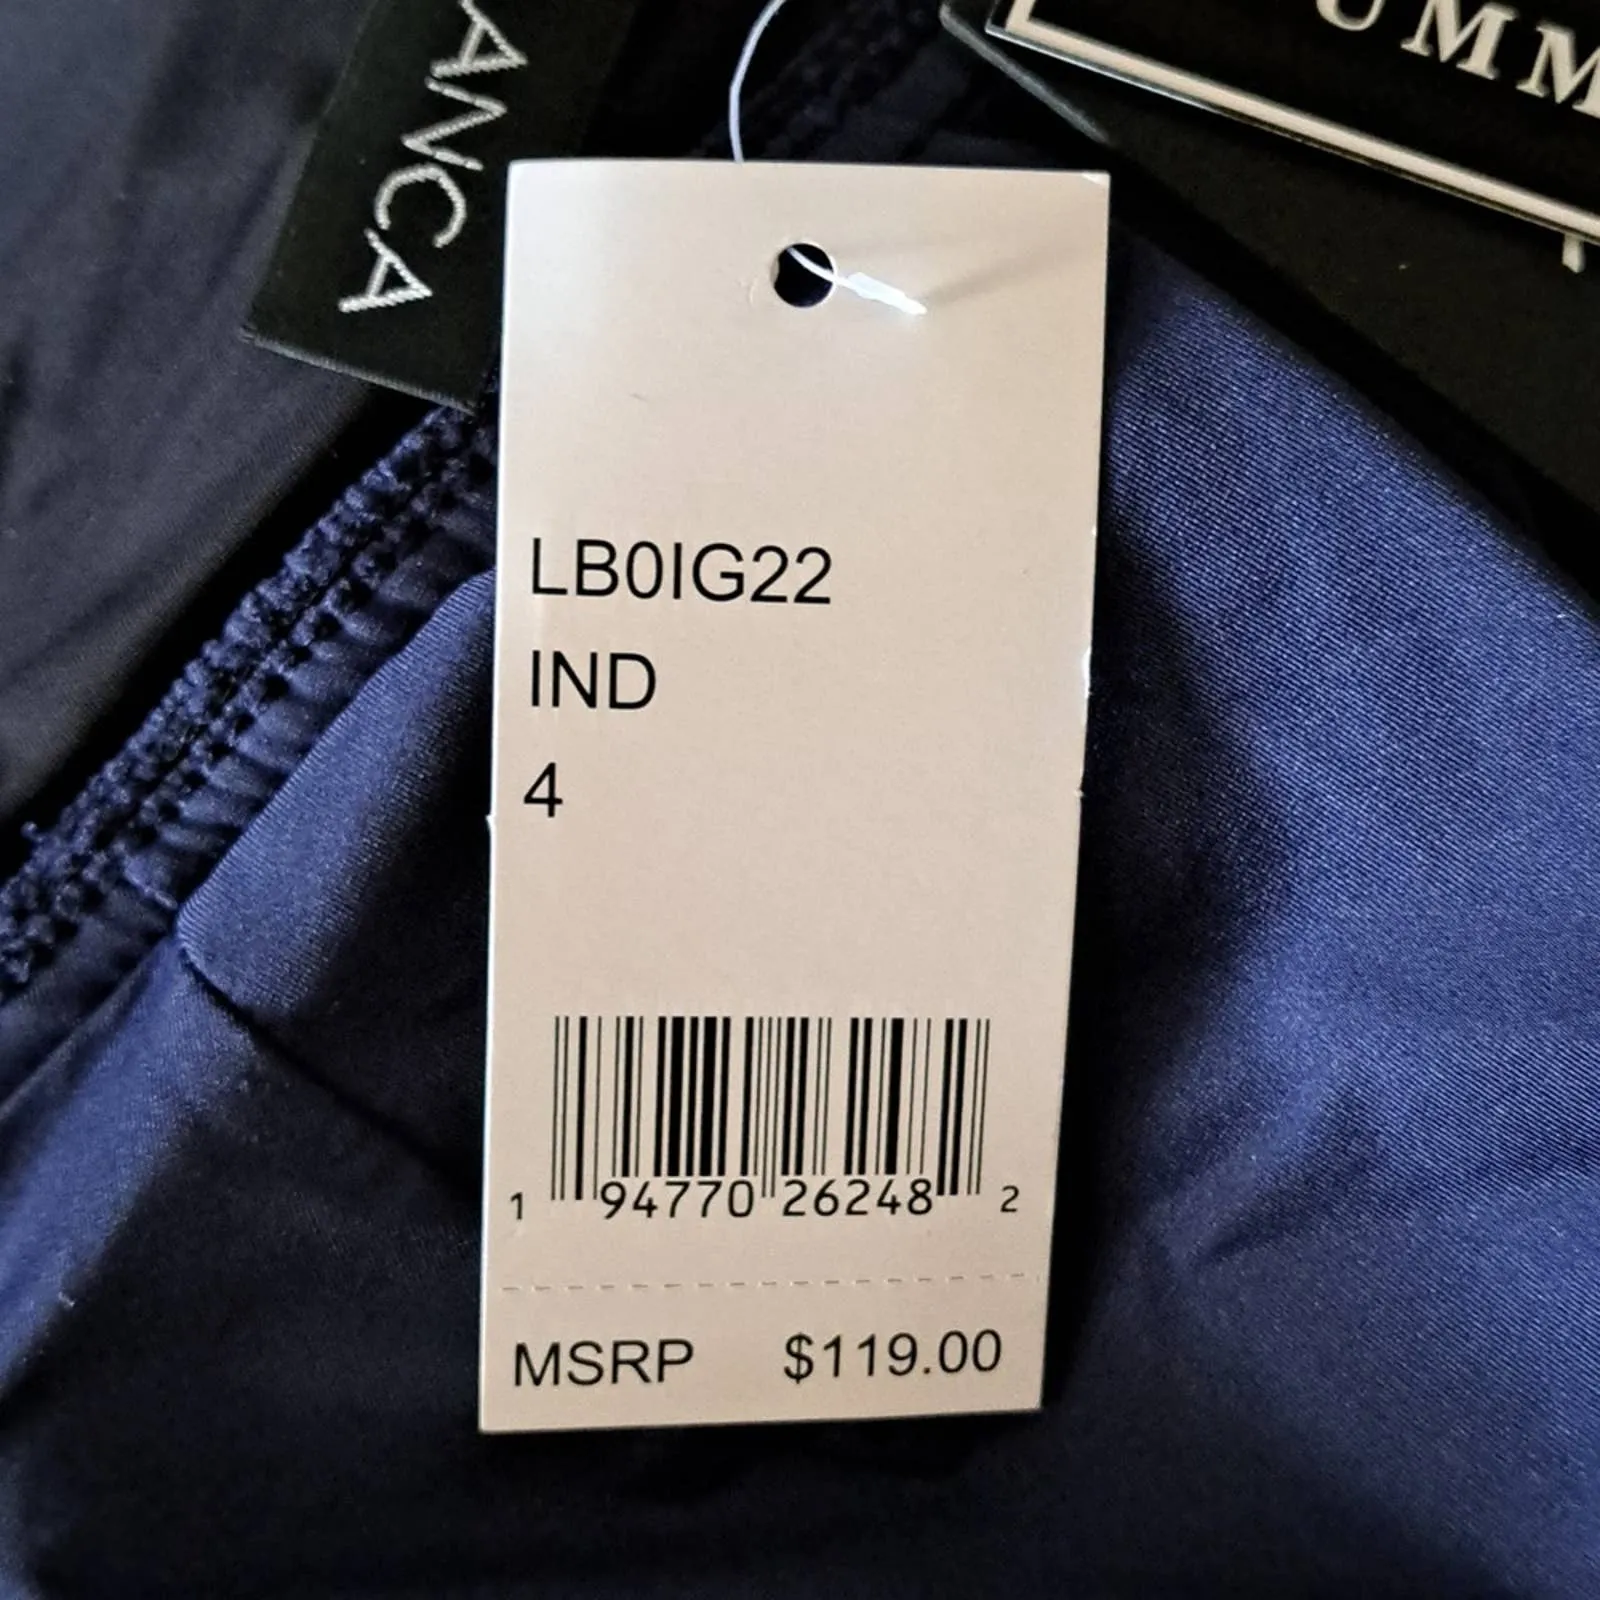 ANCA
UMM
LB0IG22
IND
4
1 94770 26248 2
MSRP $119.00